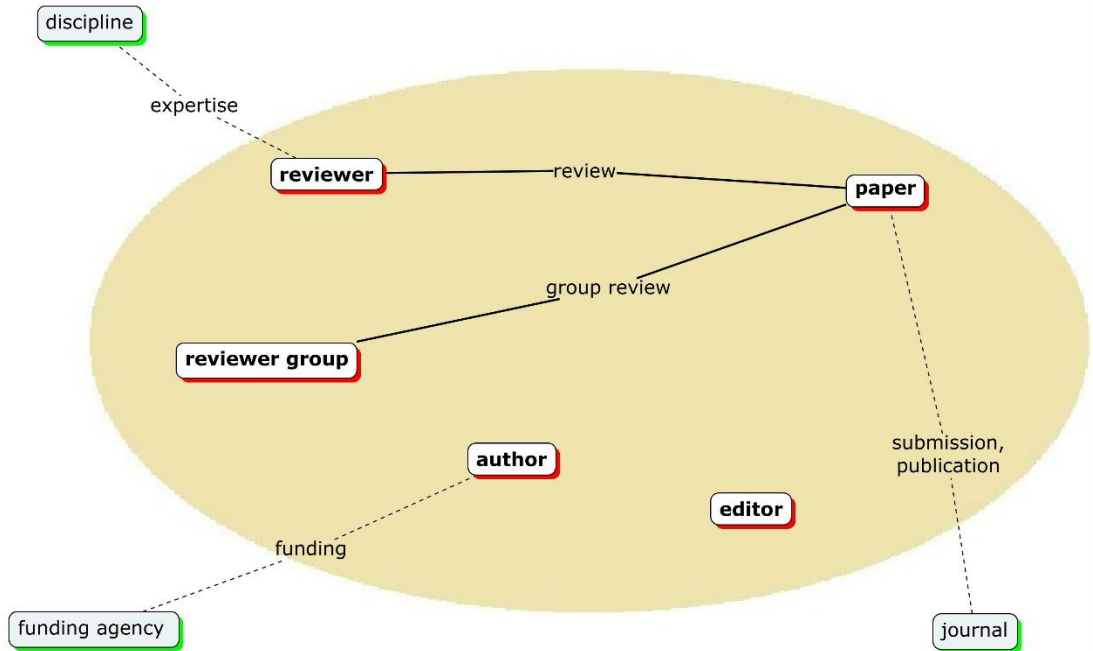 discipline
expertise
reviewer
review
paper
group review
reviewer group
author
submission,
publication
editor
funding
funding agency
journal